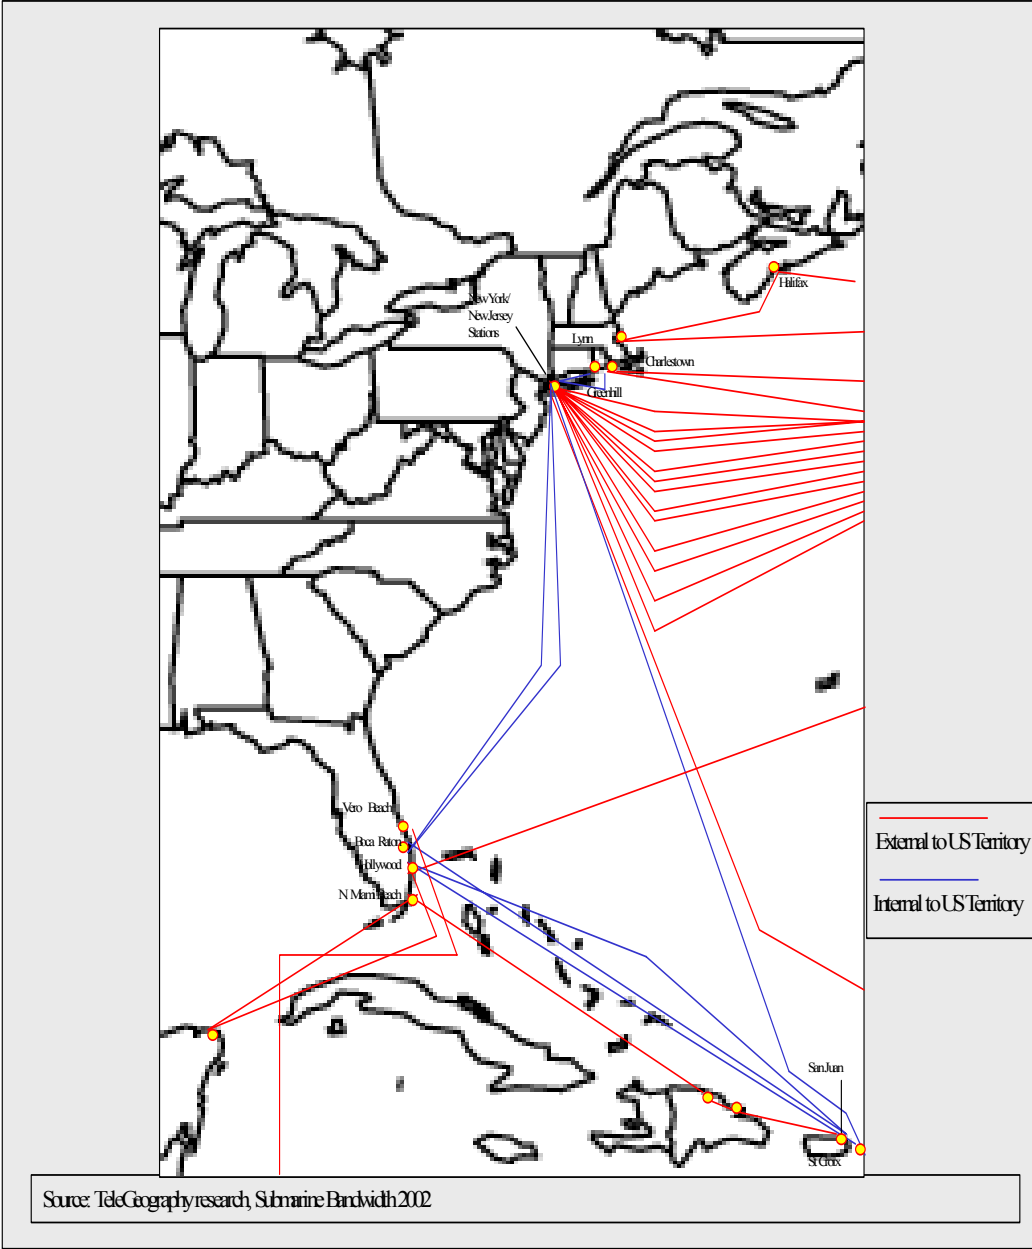 Halifax
New York/
New Jersey
Stations
Lynn
Charlestown
Greenhill
Vero Beach
Boca Raton
Hollywood
N Miami Beach
External to US Territory
Internal to US Territory
San Juan
St Croix
Source: TeleGeography research, Submarine Bandwidth 2002